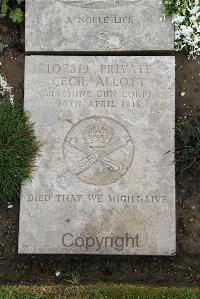 A NOBLE LIFE
107319 PRIVATE
CECIL ALLOTT
MACHINE GUN CORPS
26TH APRIL 1918
DIED THAT WE MIGHT LIVE
Copyright